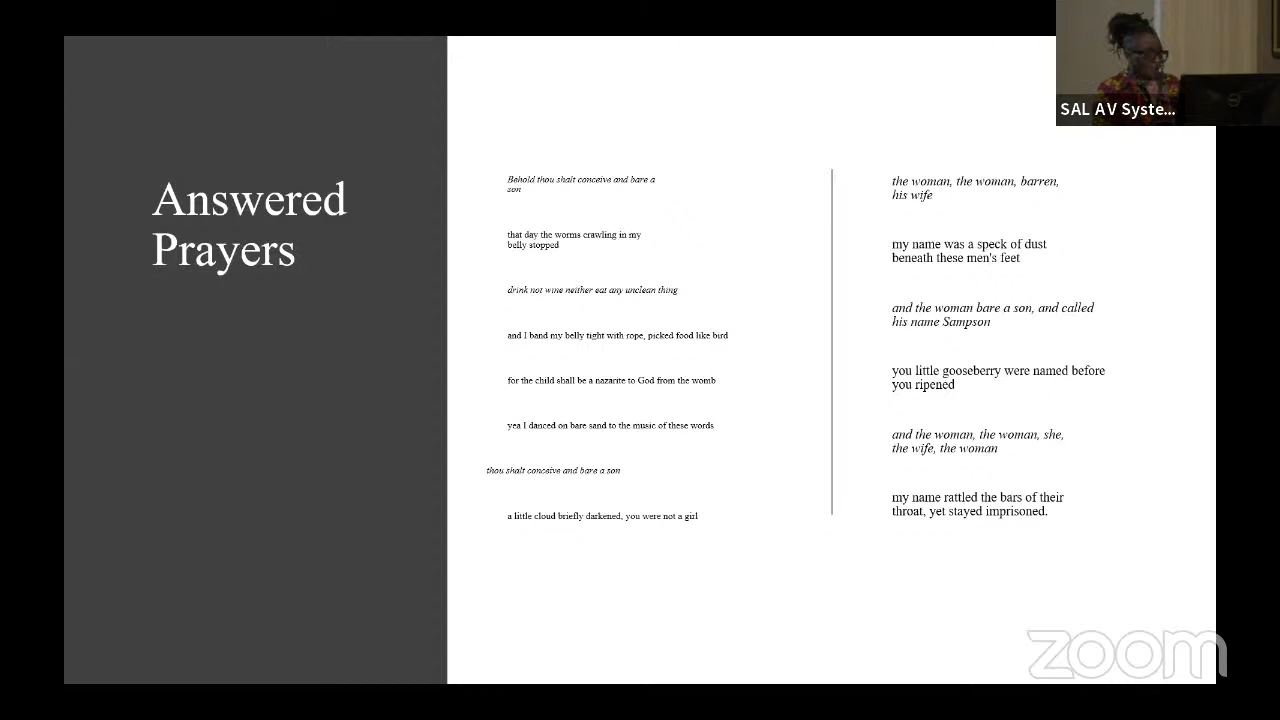 Answered
Prayers
Behold thou shalt conceive and bare a
son
that day the worms crawling in my
belly stopped
drink not wine neither eat any unclean thing
and I band my belly tight with rope, picked food like bird
for the child shall be a nazarite to God from the womb
yea I danced on bare sand to the music of these words
thou shalt conceive and bare a son
a little cloud briefly darkened, you were not a girl
the woman, the woman, barren,
his wife
my name was a speck of dust
beneath these men's feet
and the woman bare a son, and called
his name Sampson
you little gooseberry were named before
you ripened
and the woman, the woman, she,
the wife, the woman
my name rattled the bars of their
throat, yet stayed imprisoned.
SAL AV Syste...
zoom